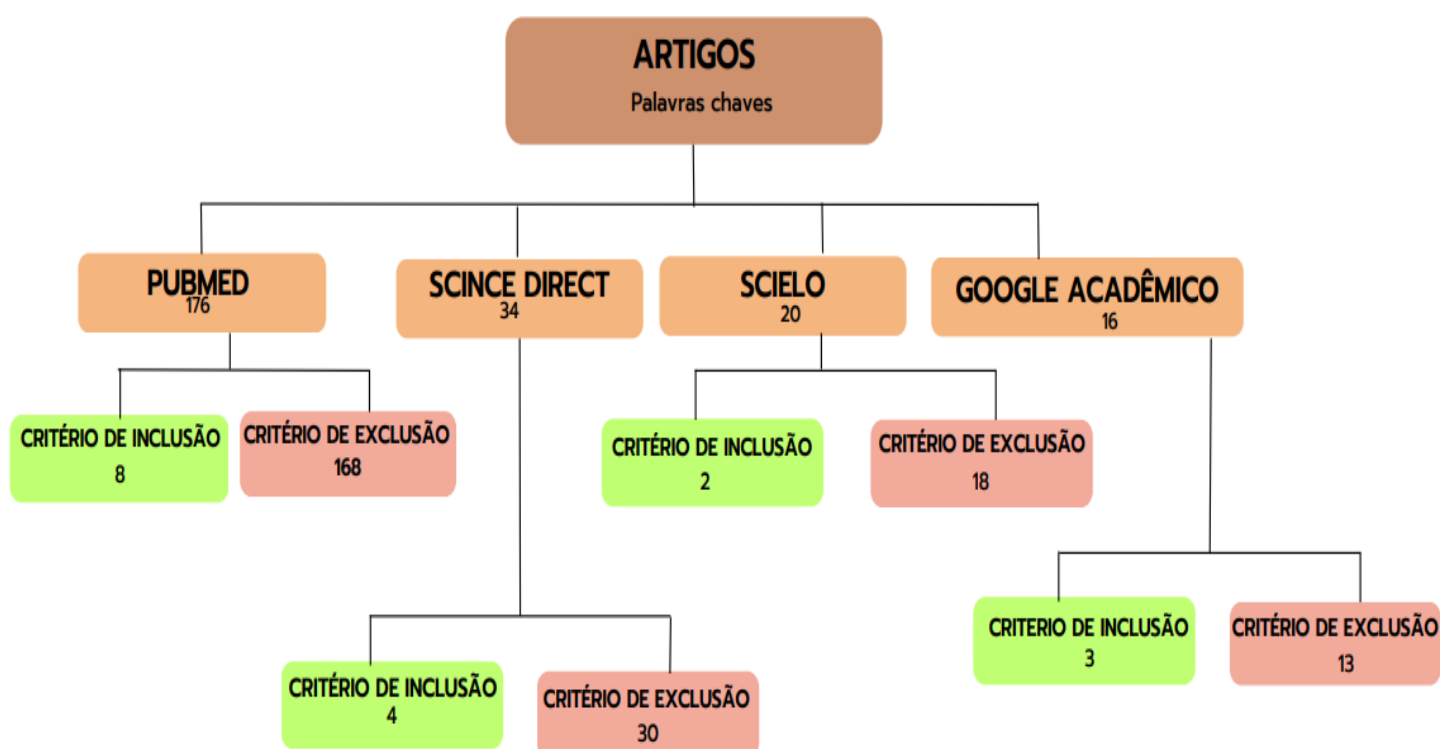 ARTIGOS
Palavras chaves
PUBMED
176
SCINCE DIRECT
34
SCIELO
20
GOOGLE ACADÊMICO
16
CRITÉRIO DE INCLUSÃO
8
CRITÉRIO DE EXCLUSÃO
168
CRITÉRIO DE INCLUSÃO
2
CRITÉRIO DE EXCLUSÃO
18
CRITERIO DE INCLUSÃO
3
CRITÉRIO DE EXCLUSÃO
13
CRITÉRIO DE INCLUSÃO
4
CRITÉRIO DE EXCLUSÃO
30